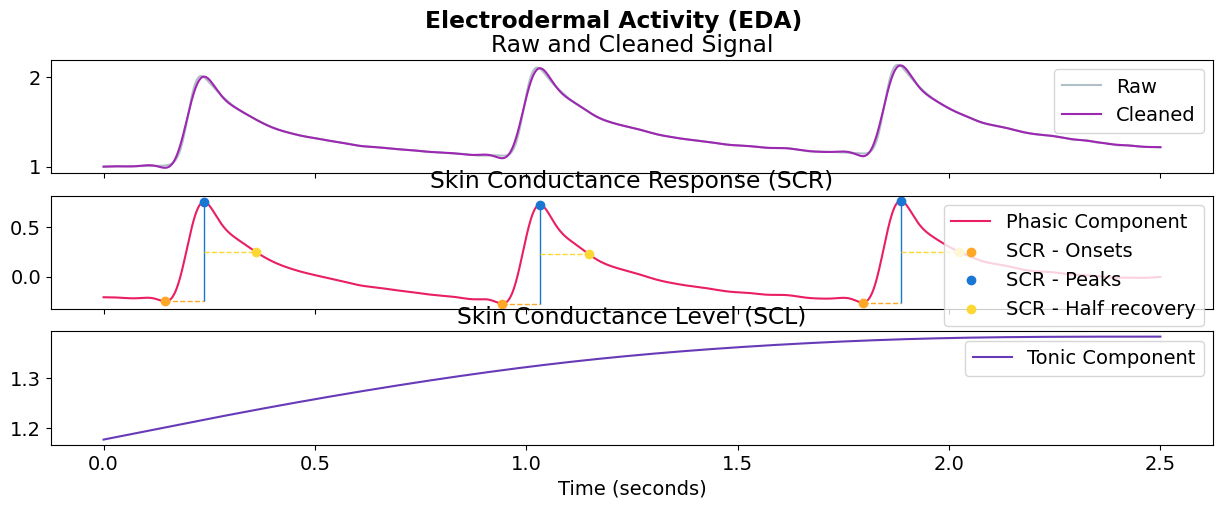 Electrodermal Activity (EDA)
Raw and Cleaned Signal
2
1
Raw
Cleaned
Skin Conductance Response (SCR)
0.5
0.0
Phasic Component
SCR - Onsets
SCR - Peaks
SCR - Half recovery
Skin Conductance Level (SCL)
1.3
1.2
Tonic Component
0.0 0.5 1.0 1.5 2.0 2.5
Time (seconds)